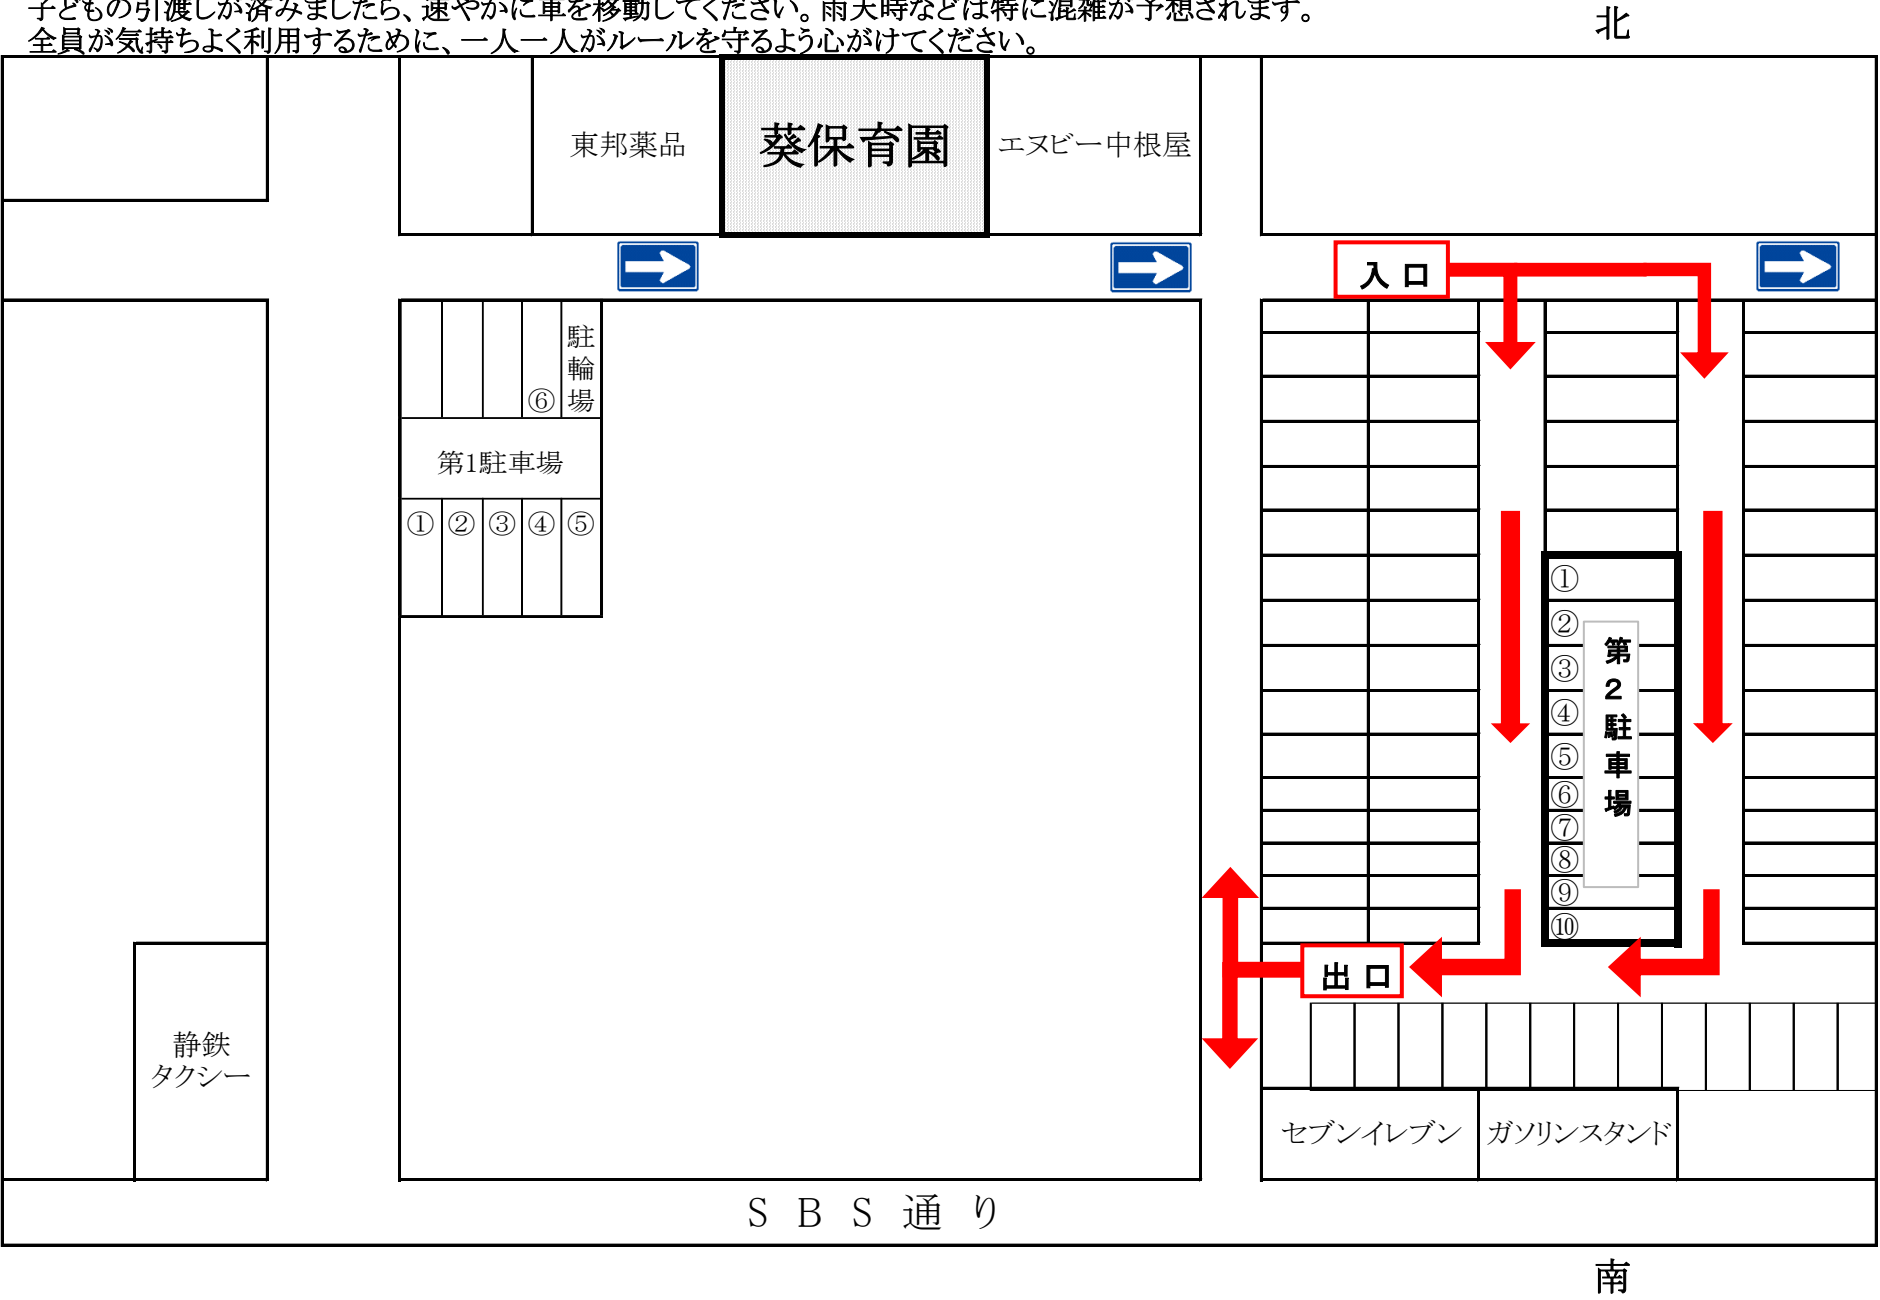 子どもの引渡しが済みましたら、速やかに車を移動してください。雨天時などは特に混雑が予想されます。
全員が気持ちよく利用するために、一人一人がルールを守るよう心がけてください。
北
東邦薬品
葵保育園
エヌビー中根屋
入口
駐輪場
⑥
第1駐車場
① ② ③ ④ ⑤
①
②
③
④
⑤
⑥
⑦
⑧
⑨
⑩
第2駐車場
出口
静鉄
タクシー
セブンイレブン
ガソリンスタンド
SBS通り
南